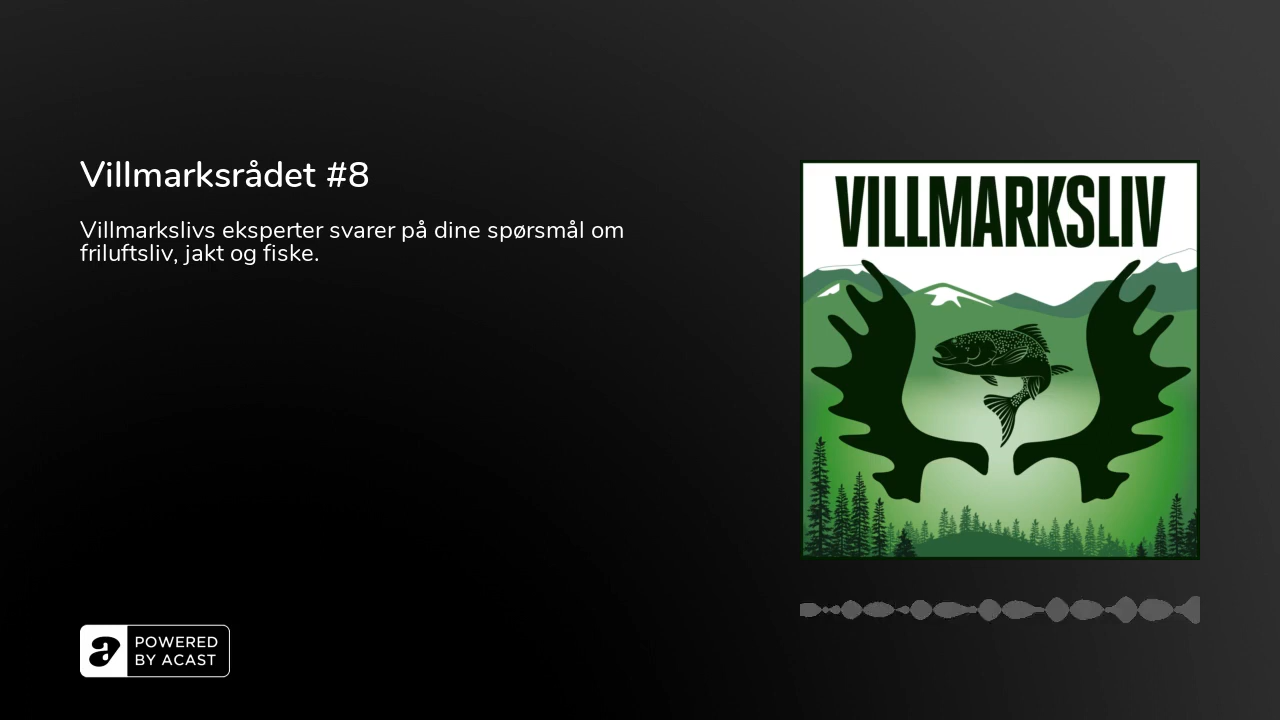 Villmarksrådet #8
Villmarkslivs eksperter svarer på dine spørsmål om
friluftsliv, jakt og fiske.
VILLMARKSLIV
a
POWERED
BY ACAST